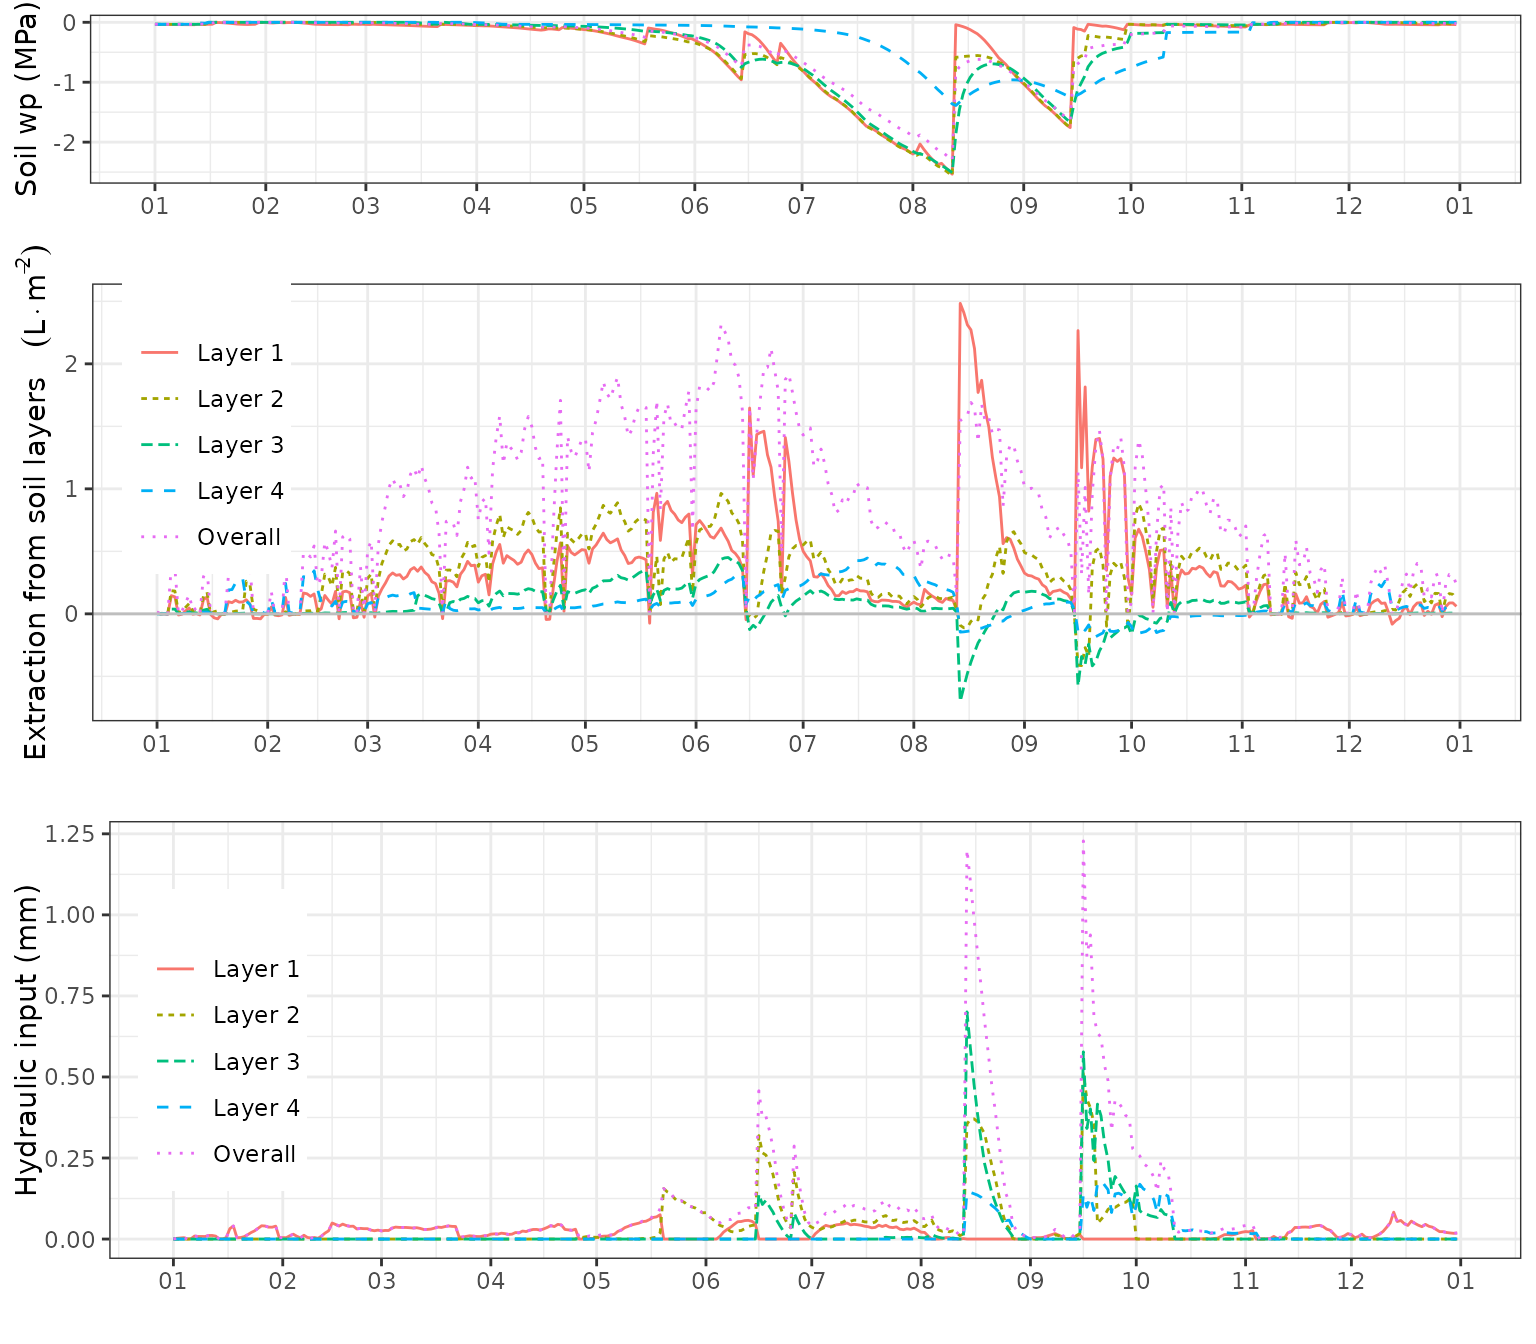 Soil wp (MPa)
0
-1
-2
01 02 03 04 05 06 07 08 09 10 11 12 01
Extraction from soil layers (L·m⁻²)
2
1
0
Layer 1
Layer 2
Layer 3
Layer 4
Overall
01 02 03 04 05 06 07 08 09 10 11 12 01
Hydraulic input (mm)
1.25
1.00
0.75
0.50
0.25
0.00
Layer 1
Layer 2
Layer 3
Layer 4
Overall
01 02 03 04 05 06 07 08 09 10 11 12 01